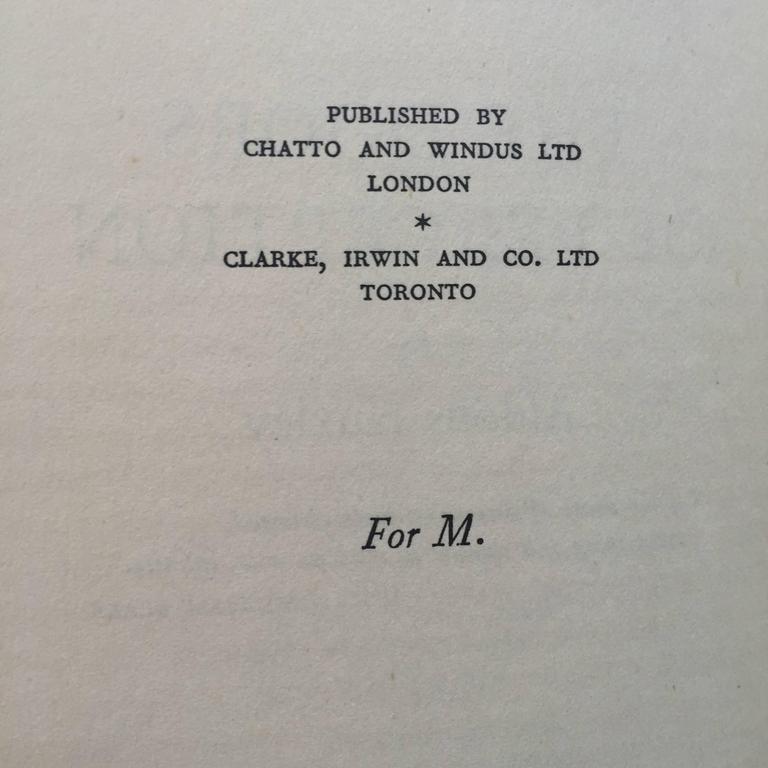 PUBLISHED BY
CHATTO AND WINDUS LTD
LONDON
*
CLARKE, IRWIN AND CO. LTD
TORONTO
For M.